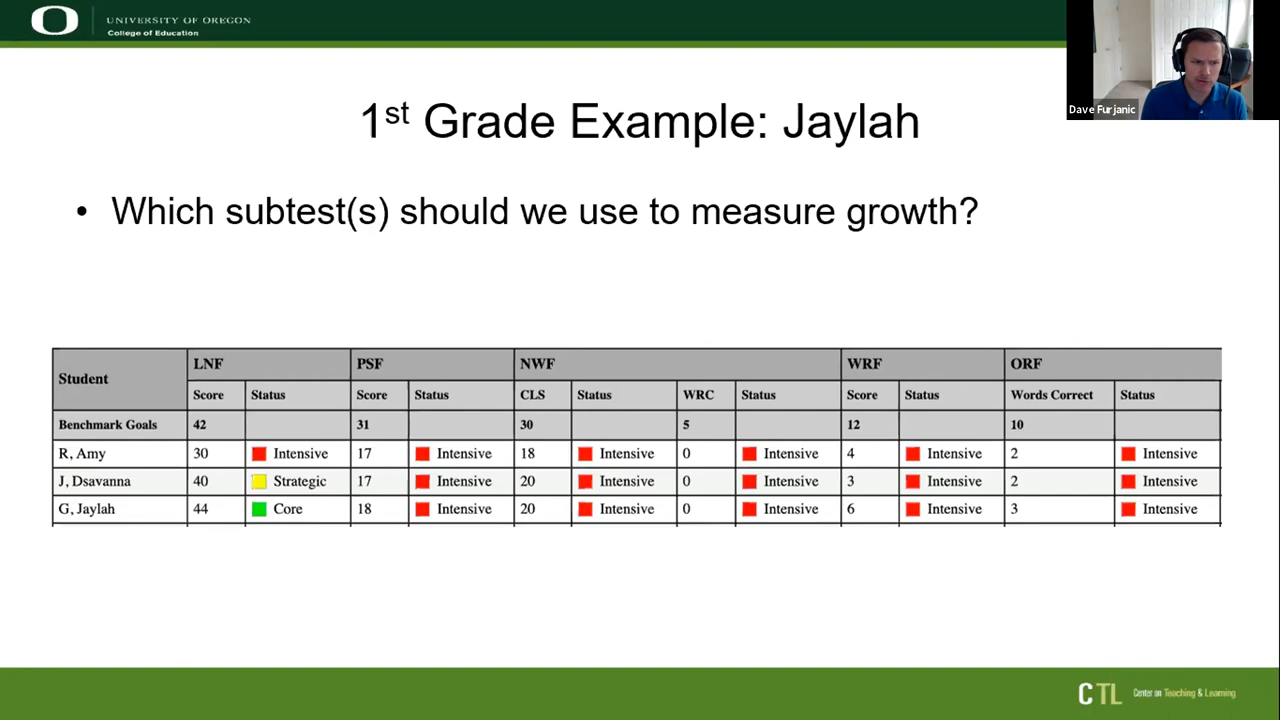 UNIVERSITY OF OREGON
College of Education
Dave Furjanic
1st Grade Example: Jaylah
• Which subtest(s) should we use to measure growth?
Student LNF PSF NWF WRF ORF
Score Status Score Status CLS Status WRC Status Score Status Words Correct Status
Benchmark Goals 42 31 30 5 12 10
R, Amy 30 Intensive 17 Intensive 18 Intensive 0 Intensive 4 Intensive 2 Intensive
J, Dsavanna 40 Strategic 17 Intensive 20 Intensive 0 Intensive 3 Intensive 2 Intensive
G, Jaylah 44 Core 18 Intensive 20 Intensive 0 Intensive 6 Intensive 3 Intensive
CTL Center on Teaching & Learning